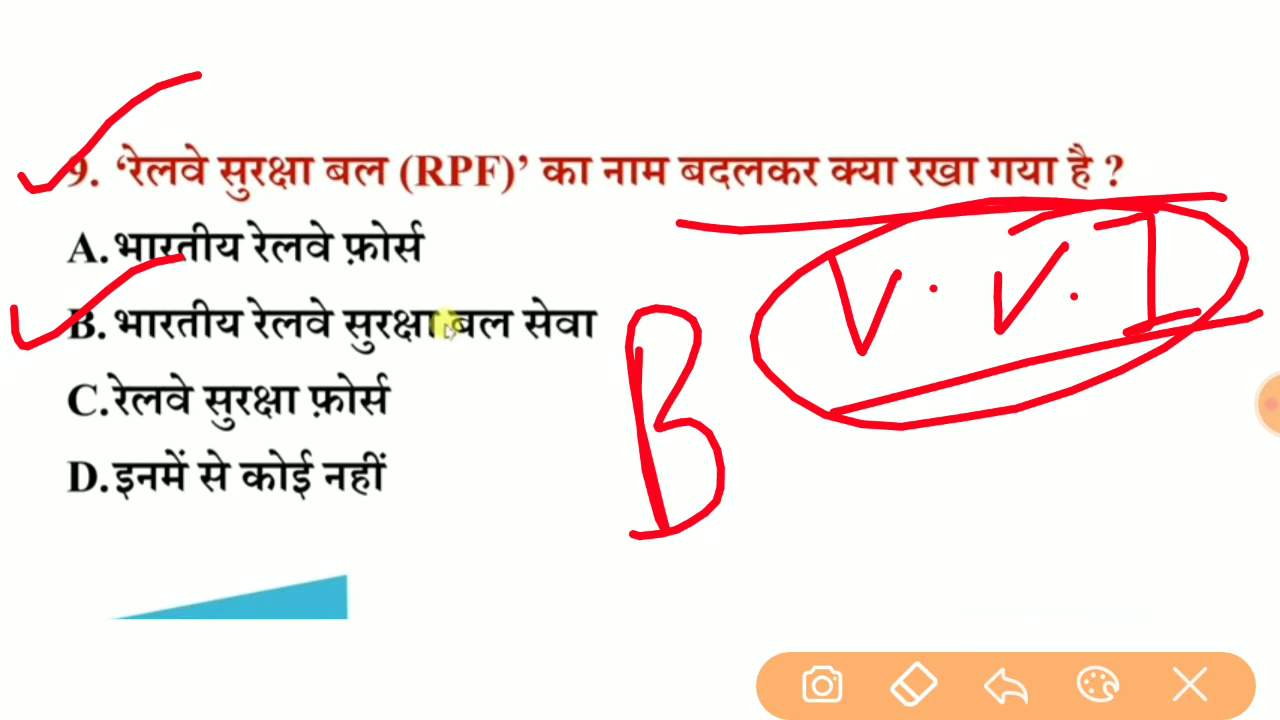 9. ‘रेलवे सुरक्षा बल (RPF)’ का नाम बदलकर क्या रखा गया है ?
A. भारतीय रेलवे फ़ोर्स
B. भारतीय रेलवे सुरक्षा बल सेवा
C. रेलवे सुरक्षा फ़ोर्स
D. इनमें से कोई नहीं
V. V. I
B